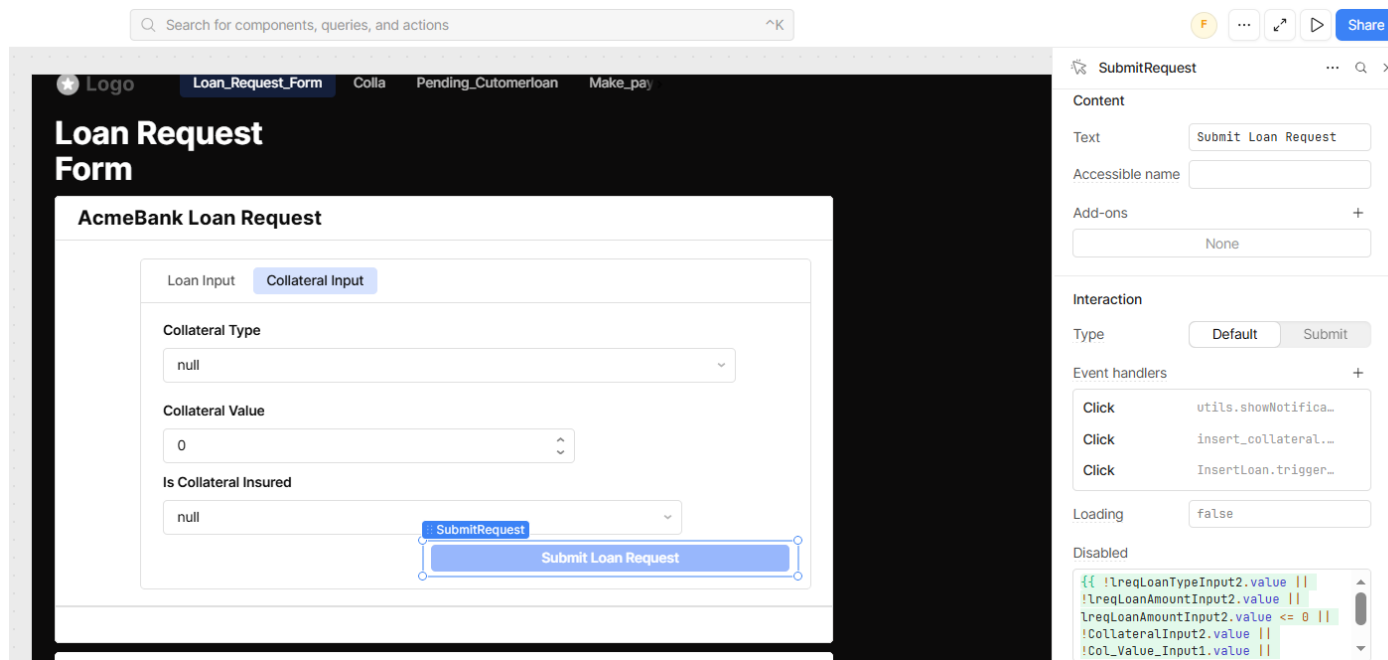 Search for components, queries, and actions
^K
F
Share
Logo
Loan_Request_Form
Colla
Pending_Cutomerloan
Make_pay
Loan Request
Form
AcmeBank Loan Request
Loan Input
Collateral Input
Collateral Type
null
Collateral Value
0
Is Collateral Insured
null
SubmitRequest
Submit Loan Request
SubmitRequest
Content
Text
Submit Loan Request
Accessible name
Add-ons
None
Interaction
Type
Default
Submit
Event handlers
Click
utils.showNotifica…
Click
insert_collateral.…
Click
InsertLoan.trigger…
Loading
false
Disabled
{{ !lreqLoanTypeInput2.value ||
!lreqLoanAmountInput2.value ||
lreqLoanAmountInput2.value <= 0 ||
!CollateralInput2.value ||
!Col_Value_Input1.value ||